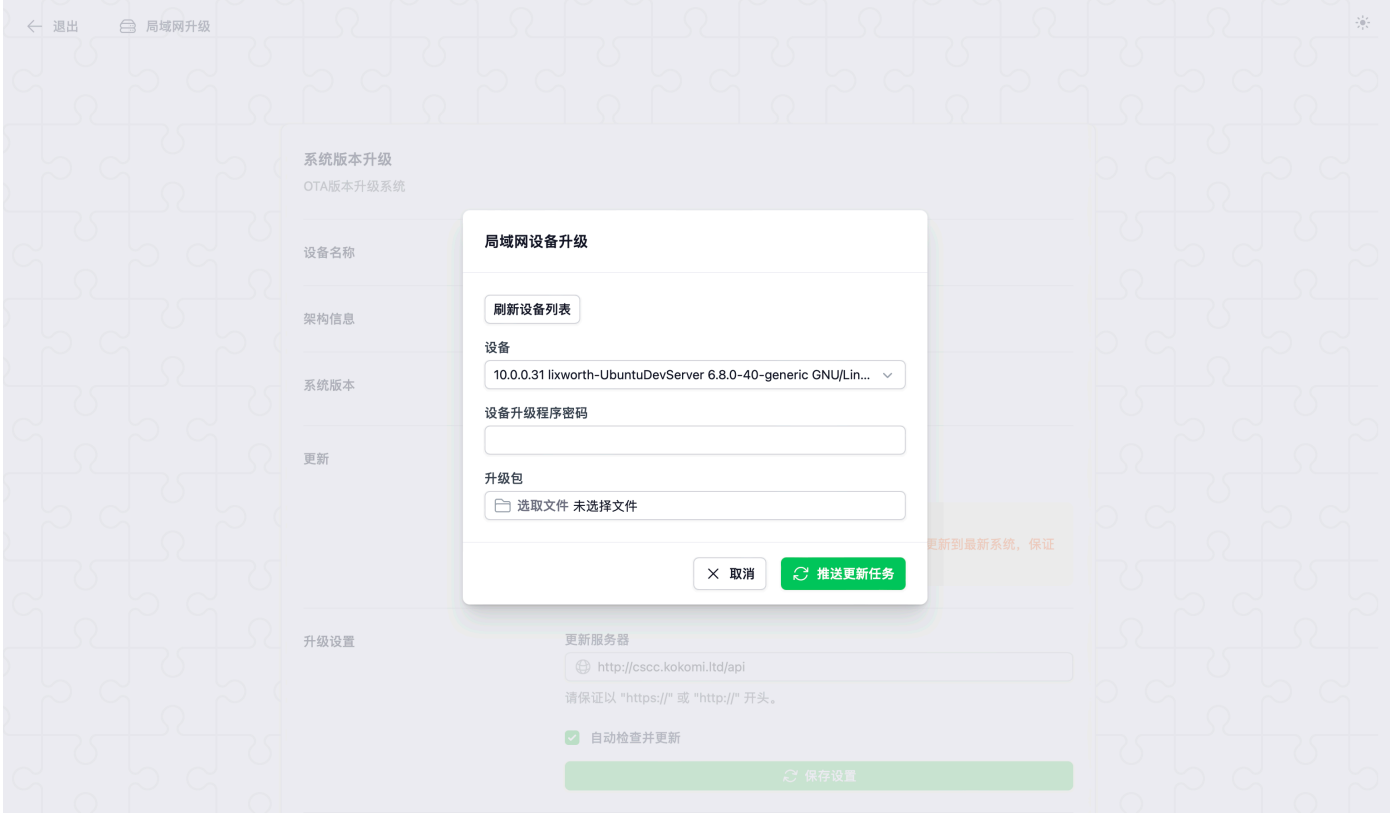 退出 局域网升级
系统版本升级
OTA版本升级系统
设备名称
架构信息
系统版本
更新
局域网设备升级
刷新设备列表
设备
10.0.0.31 lixworth-UbuntuDevServer 6.8.0-40-generic GNU/Lin...
设备升级程序密码
升级包
选取文件 未选择文件
取消 推送更新任务
更新到最新系统，保证
升级设置
更新服务器
http://cscc.kokomi.ltd/api
请保证以 "https://" 或 "http://" 开头。
自动检查并更新
保存设置